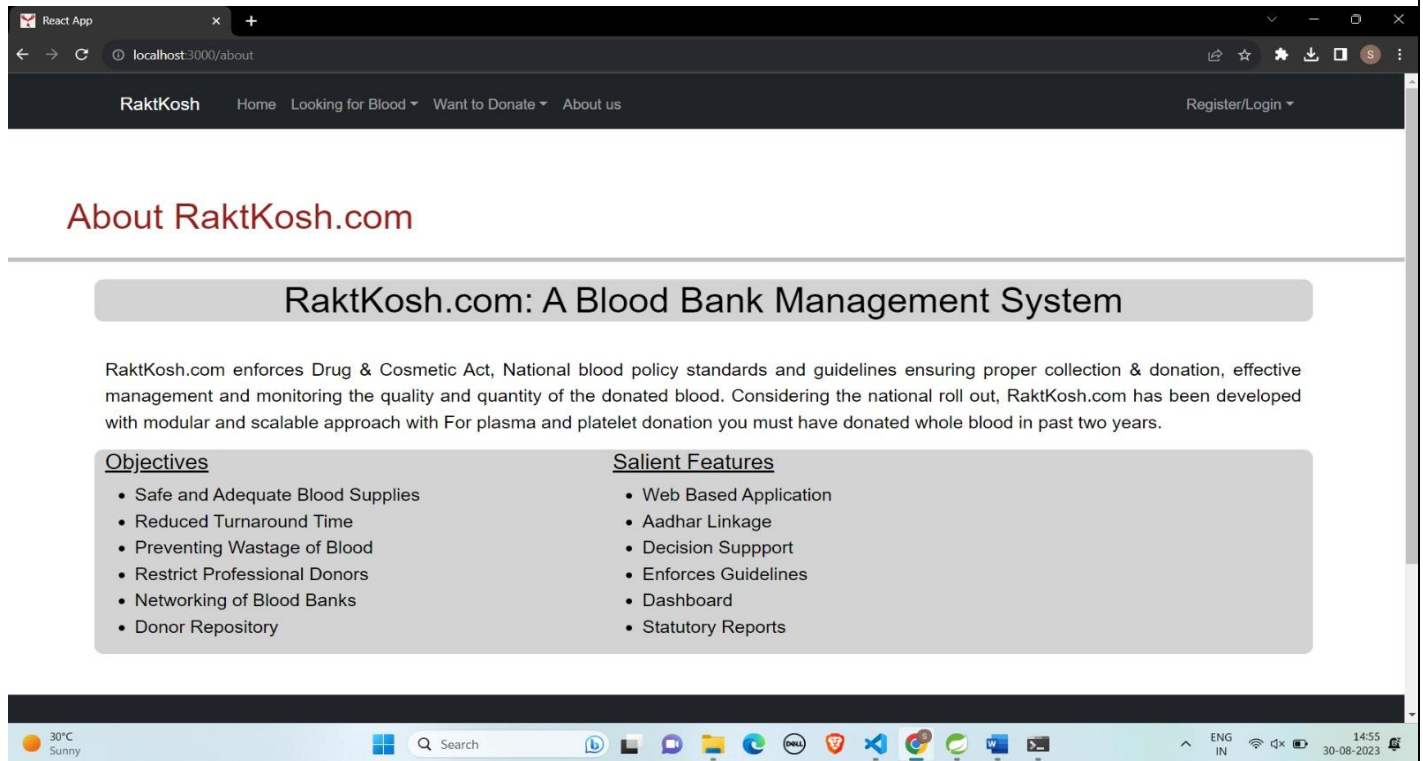 React App
localhost:3000/about
S
RaktKosh Home Looking for Blood Want to Donate About us Register/Login
About RaktKosh.com
RaktKosh.com: A Blood Bank Management System
RaktKosh.com enforces Drug & Cosmetic Act, National blood policy standards and guidelines ensuring proper collection & donation, effective
management and monitoring the quality and quantity of the donated blood. Considering the national roll out, RaktKosh.com has been developed
with modular and scalable approach with For plasma and platelet donation you must have donated whole blood in past two years.
Objectives
• Safe and Adequate Blood Supplies
• Reduced Turnaround Time
• Preventing Wastage of Blood
• Restrict Professional Donors
• Networking of Blood Banks
• Donor Repository
Salient Features
• Web Based Application
• Aadhar Linkage
• Decision Suppport
• Enforces Guidelines
• Dashboard
• Statutory Reports
30°C
Sunny
Search
DELL
S
ENG
IN
14:55
30-08-2023